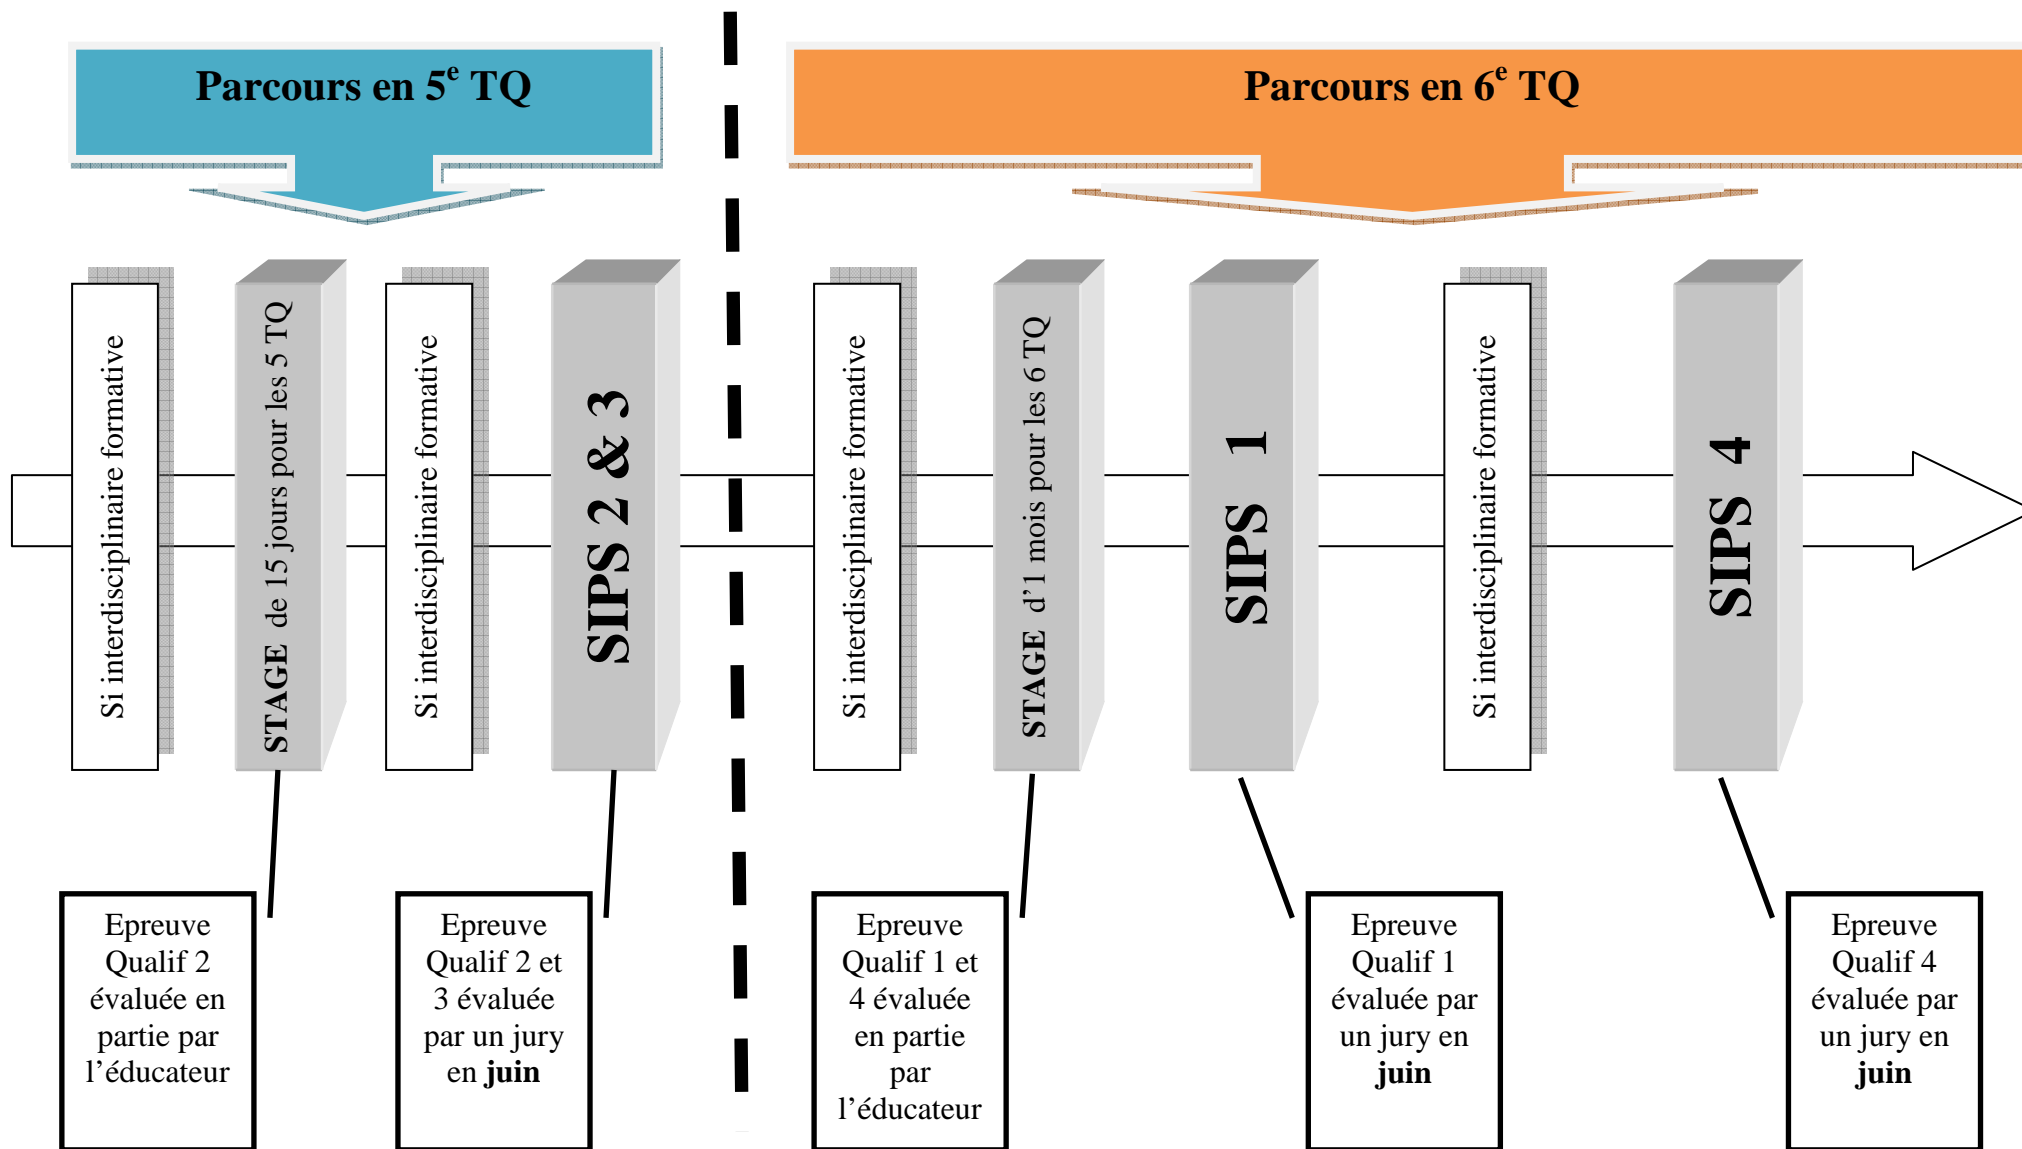 Parcours en 5e TQ
Parcours en 6e TQ
Si interdisciplinaire formative
STAGE de 15 jours pour les 5 TQ
Si interdisciplinaire formative
SIPS 2 & 3
Si interdisciplinaire formative
STAGE d’1 mois pour les 6 TQ
SIPS 1
Si interdisciplinaire formative
SIPS 4
Epreuve
Qualif 2
évaluée en
partie par
l’éducateur
Epreuve
Qualif 2 et
3 évaluée
par un jury
en juin
Epreuve
Qualif 1 et
4 évaluée
en partie
par
l’éducateur
Epreuve
Qualif 1
évaluée par
un jury en
juin
Epreuve
Qualif 4
évaluée par
un jury en
juin